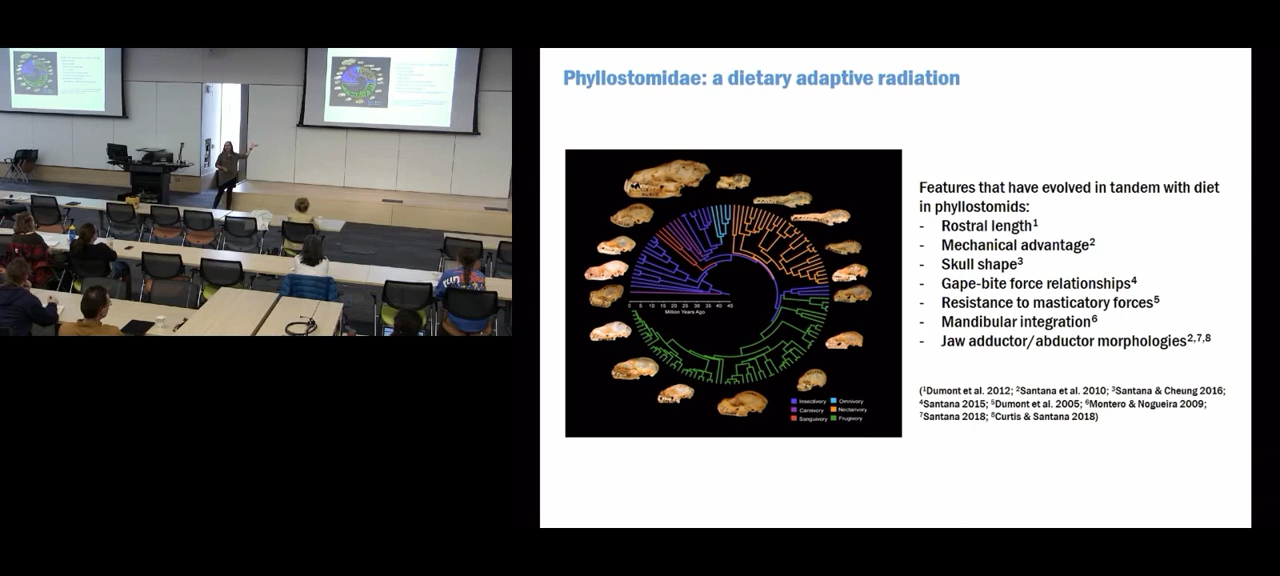 Phyllostomidae: a dietary adaptive radiation
0 5 10 15 20 25 30 35 40 45
Million Years Ago
Insectivory
Omnivory
Carnivory
Nectarivory
Sanguivory
Frugivory
Features that have evolved in tandem with diet
in phyllostomids:
- Rostral length¹
- Mechanical advantage²
- Skull shape³
- Gape-bite force relationships⁴
- Resistance to masticatory forces⁵
- Mandibular integration⁶
- Jaw adductor/abductor morphologies²,⁷,⁸
(¹Dumont et al. 2012; ²Santana et al. 2010; ³Santana & Cheung 2016;
⁴Santana 2015; ⁵Dumont et al. 2005; ⁶Montero & Nogueira 2009;
⁷Santana 2018; ⁸Curtis & Santana 2018)